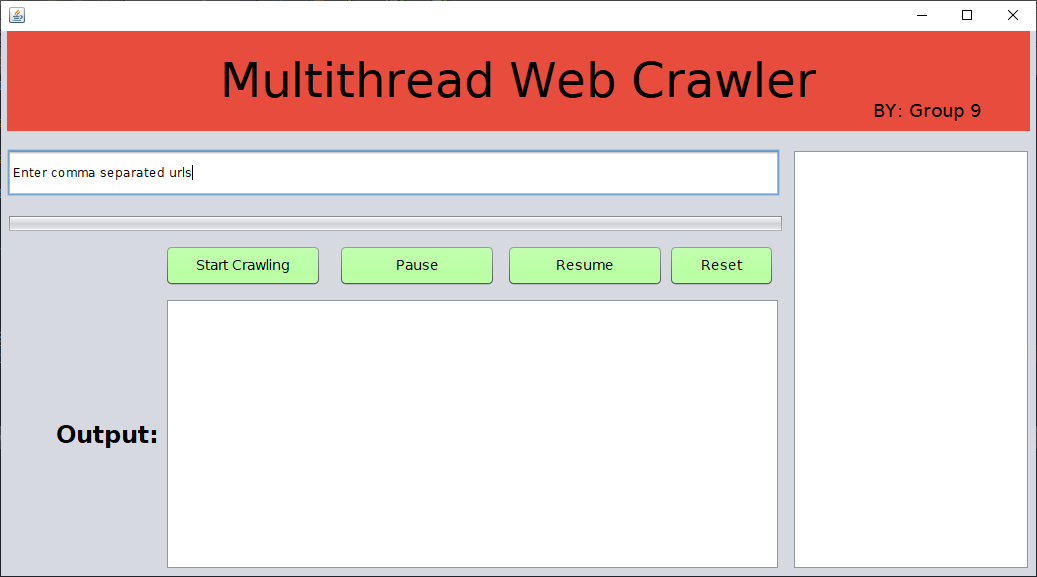 Multithread Web Crawler
BY: Group 9
Enter comma separated urls
Start Crawling
Pause
Resume
Reset
Output: